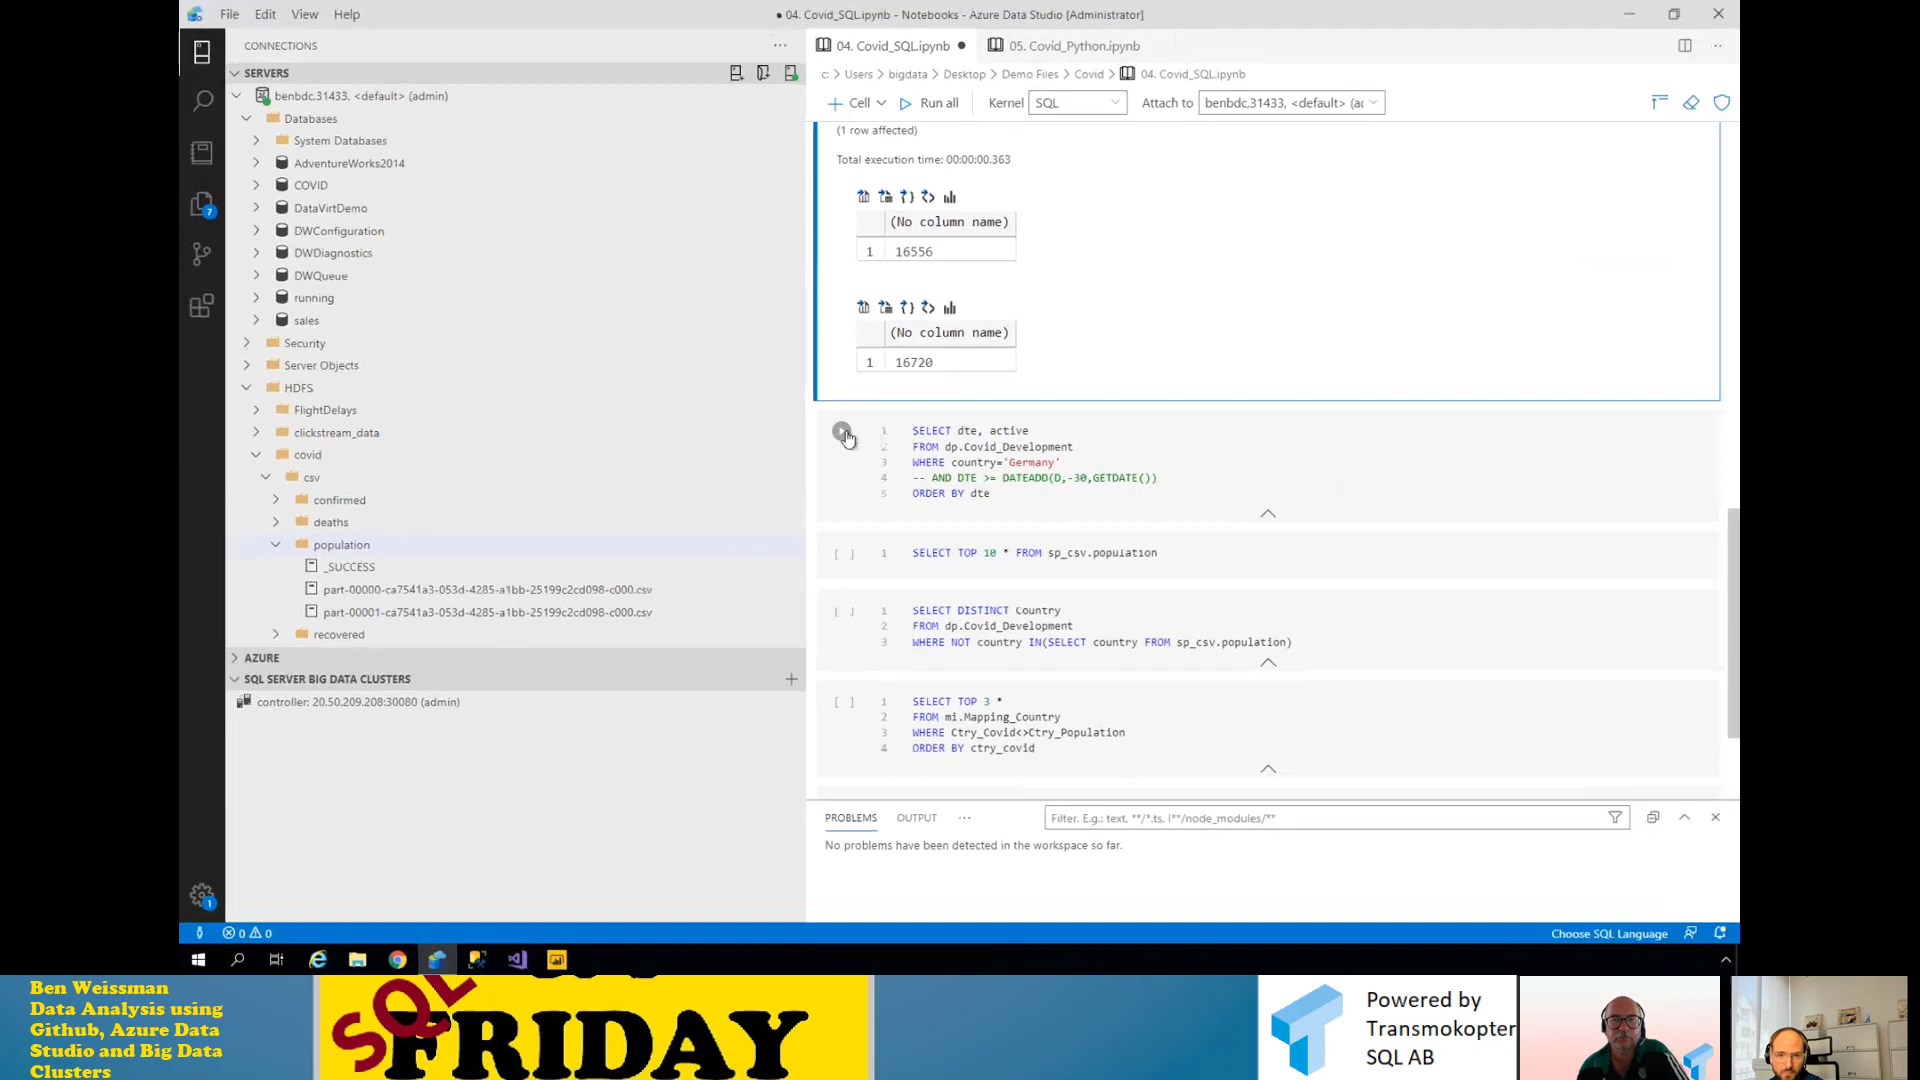 File Edit View Help
● 04. Covid_SQL.ipynb - Notebooks - Azure Data Studio [Administrator]
CONNECTIONS
SERVERS
benbdc,31433, <default> (admin)
Databases
System Databases
AdventureWorks2014
COVID
DataVirtDemo
DWConfiguration
DWDiagnostics
DWQueue
running
sales
Security
Server Objects
HDFS
FlightDelays
clickstream_data
covid
csv
confirmed
deaths
population
_SUCCESS
part-00000-ca7541a3-053d-4285-a1bb-25199c2cd098-c000.csv
part-00001-ca7541a3-053d-4285-a1bb-25199c2cd098-c000.csv
recovered
AZURE
SQL SERVER BIG DATA CLUSTERS
controller: 20.50.209.208:30080 (admin)
7
1
04. Covid_SQL.ipynb ●
05. Covid_Python.ipynb
c: > Users > bigdata > Desktop > Demo Files > Covid > 04. Covid_SQL.ipynb
Cell Run all Kernel SQL Attach to benbdc,31433, <default> (ac
(1 row affected)
Total execution time: 00:00:00.363
(No column name)
1 16556
(No column name)
1 16720
1 SELECT dte, active
2 FROM dp.Covid_Development
3 WHERE country='Germany'
4 -- AND DTE >= DATEADD(D,-30,GETDATE())
5 ORDER BY dte
[ ] 1 SELECT TOP 10 * FROM sp_csv.population
[ ] 1 SELECT DISTINCT Country
2 FROM dp.Covid_Development
3 WHERE NOT country IN(SELECT country FROM sp_csv.population)
[ ] 1 SELECT TOP 3 *
2 FROM mi.Mapping_Country
3 WHERE Ctry_Covid<>Ctry_Population
4 ORDER BY ctry_covid
PROBLEMS OUTPUT ···
Filter. E.g.: text, **/*.ts, !**/node_modules/**
No problems have been detected in the workspace so far.
0 0
Choose SQL Language
Ben Weissman
Data Analysis using
Github, Azure Data
Studio and Big Data
Clusters
SQL
FRIDAY
Powered by
Transmokopter
SQL AB